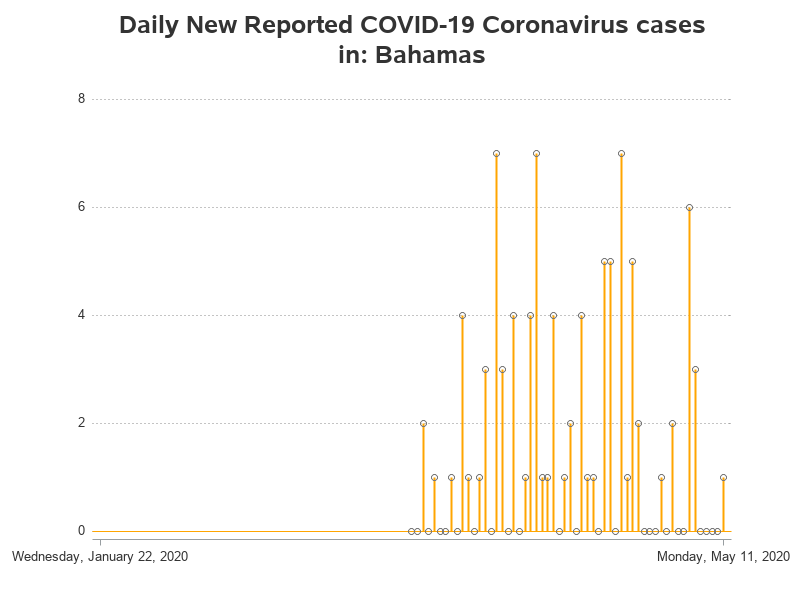 Daily New Reported COVID-19 Coronavirus cases
in: Bahamas
8
6
4
2
0
Wednesday, January 22, 2020 Monday, May 11, 2020